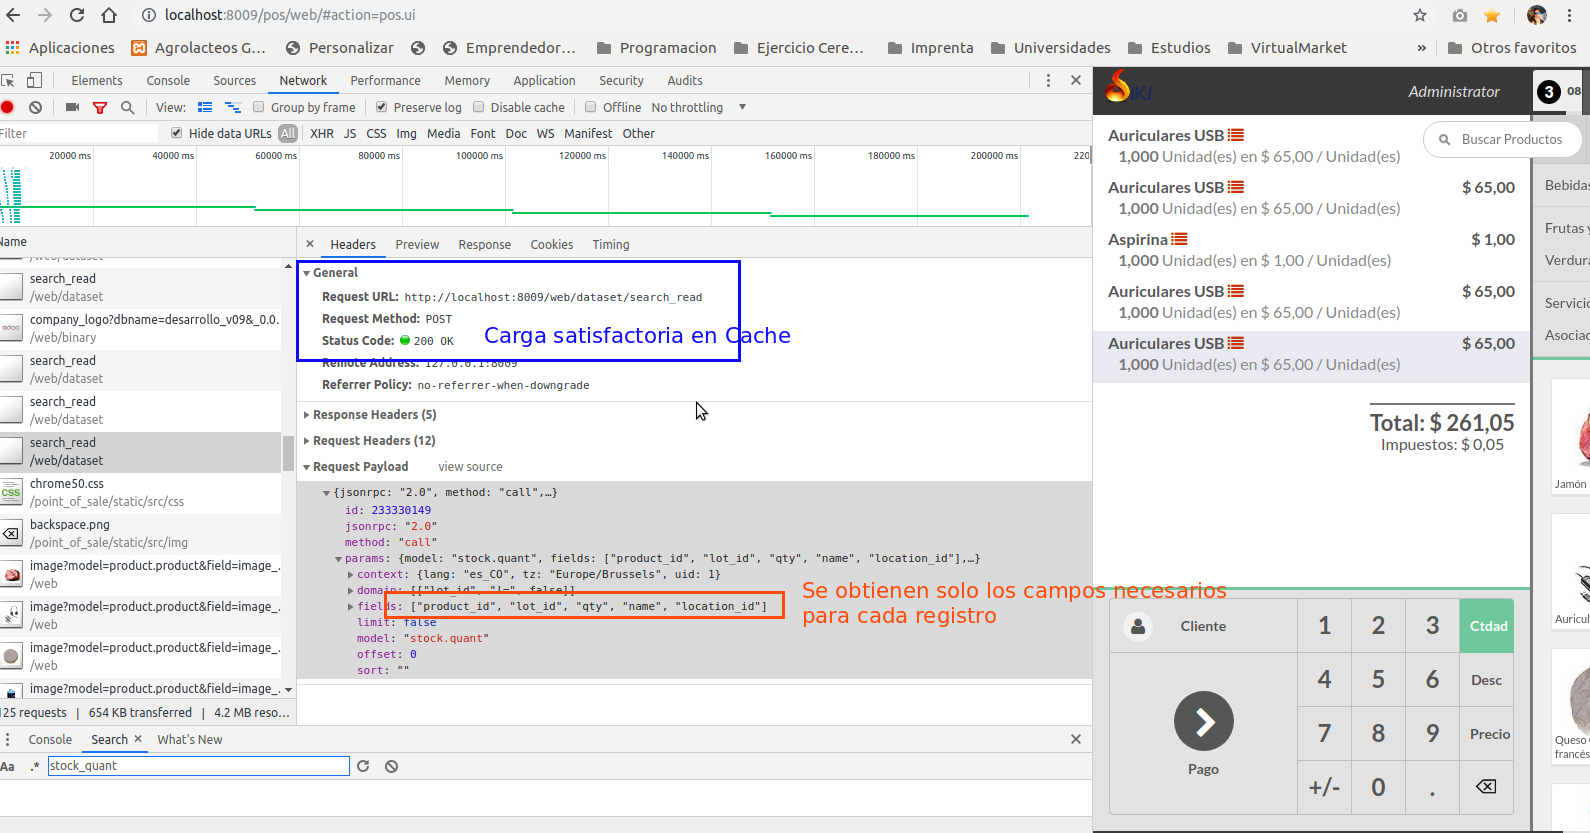 localhost:8009/pos/web/#action=pos.ui
Aplicaciones
Agrolacteos G...
Personalizar
Emprendedor...
Programacion
Ejercicio Cere...
Imprenta
Universidades
Estudios
VirtualMarket
»
Otros favoritos
Elements Console Sources Network Performance Memory Application Security Audits
View: Group by frame Preserve log Disable cache Offline No throttling
Filter Hide data URLs All XHR JS CSS Img Media Font Doc WS Manifest Other
20000 ms 40000 ms 60000 ms 80000 ms 100000 ms 120000 ms 140000 ms 160000 ms 180000 ms 200000 ms 220
Name
/web/dataset
search_read
/web/dataset
company_logo?dbname=desarrollo_v09&_0.0...
/web/binary
search_read
/web/dataset
search_read
/web/dataset
search_read
/web/dataset
chrome50.css
/point_of_sale/static/src/css
backspace.png
/point_of_sale/static/src/img
image?model=product.product&field=image_...
/web
image?model=product.product&field=image_...
/web
image?model=product.product&field=image_...
/web
image?model=product.product&field=image_...
125 requests | 654 KB transferred | 4.2 MB reso...
× Headers Preview Response Cookies Timing
General
Request URL: http://localhost:8009/web/dataset/search_read
Request Method: POST
Status Code: 200 OK
Carga satisfactoria en Cache
Remote Address: 127.0.0.1:8009
Referrer Policy: no-referrer-when-downgrade
Response Headers (5)
Request Headers (12)
Request Payload view source
{jsonrpc: "2.0", method: "call",…}
id: 233330149
jsonrpc: "2.0"
method: "call"
params: {model: "stock.quant", fields: ["product_id", "lot_id", "qty", "name", "location_id"],…}
context: {lang: "es_CO", tz: "Europe/Brussels", uid: 1}
domain: [["lot_id", "!=", false]]
fields: ["product_id", "lot_id", "qty", "name", "location_id"]
limit: false
model: "stock.quant"
offset: 0
sort: ""
Se obtienen solo los campos necesarios
para cada registro
Console Search × What's New
Aa .* stock_quant
IKI
Administrator
3
08
Buscar Productos
Auriculares USB
1,000 Unidad(es) en $ 65,00 / Unidad(es)
Auriculares USB $ 65,00
1,000 Unidad(es) en $ 65,00 / Unidad(es)
Aspirina $ 1,00
1,000 Unidad(es) en $ 1,00 / Unidad(es)
Auriculares USB $ 65,00
1,000 Unidad(es) en $ 65,00 / Unidad(es)
Auriculares USB $ 65,00
1,000 Unidad(es) en $ 65,00 / Unidad(es)
Total: $ 261,05
Impuestos: $ 0,05
Cliente
Pago
1 2 3 Ctdad
4 5 6 Desc
7 8 9 Precio
+/- 0 .
Bebidas
Frutas y
Verdura
Servicio
Asociad
Jamón
Auricul
Queso
francés